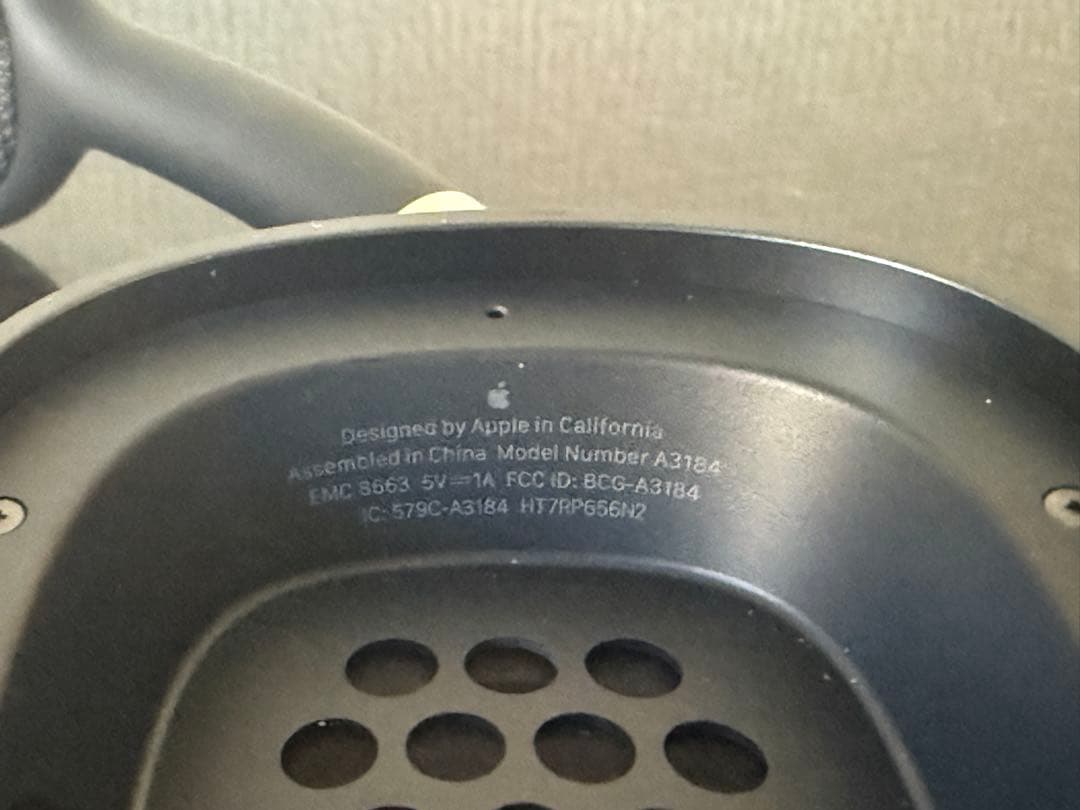 Designed by Apple in California
Assembled in China Model Number A3184
EMC 8663 5V⎓1A FCC ID: BCG-A3184
IC: 579C-A3184 HT7RP656N2